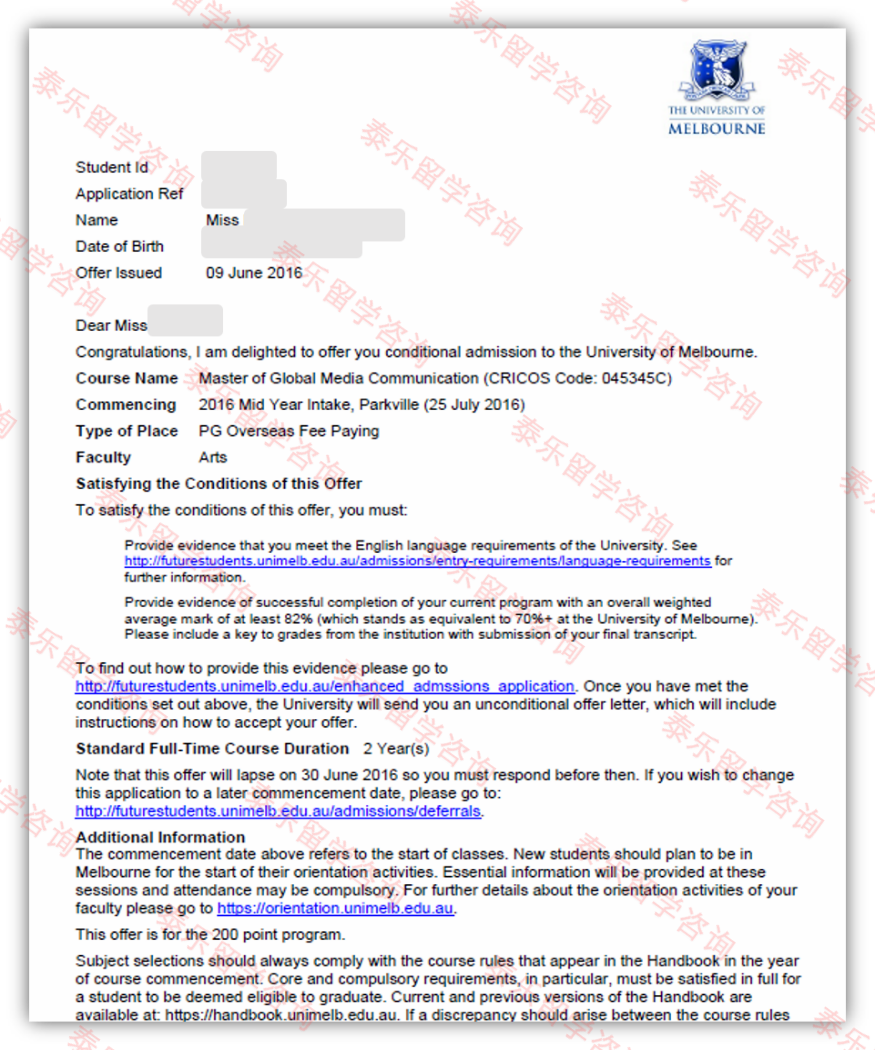 THE UNIVERSITY OF
MELBOURNE
Student Id
Application Ref
Name Miss
Date of Birth
Offer Issued 09 June 2016
Dear Miss
Congratulations, I am delighted to offer you conditional admission to the University of Melbourne.
Course Name Master of Global Media Communication (CRICOS Code: 045345C)
Commencing 2016 Mid Year Intake, Parkville (25 July 2016)
Type of Place PG Overseas Fee Paying
Faculty Arts
Satisfying the Conditions of this Offer
To satisfy the conditions of this offer, you must:
Provide evidence that you meet the English language requirements of the University. See
http://futurestudents.unimelb.edu.au/admissions/entry-requirements/language-requirements for
further information.
Provide evidence of successful completion of your current program with an overall weighted
average mark of at least 82% (which stands as equivalent to 70%+ at the University of Melbourne).
Please include a key to grades from the institution with submission of your final transcript.
To find out how to provide this evidence please go to
http://futurestudents.unimelb.edu.au/enhanced_admssions_application. Once you have met the
conditions set out above, the University will send you an unconditional offer letter, which will include
instructions on how to accept your offer.
Standard Full-Time Course Duration 2 Year(s)
Note that this offer will lapse on 30 June 2016 so you must respond before then. If you wish to change
this application to a later commencement date, please go to:
http://futurestudents.unimelb.edu.au/admissions/deferrals.
Additional Information
The commencement date above refers to the start of classes. New students should plan to be in
Melbourne for the start of their orientation activities. Essential information will be provided at these
sessions and attendance may be compulsory. For further details about the orientation activities of your
faculty please go to https://orientation.unimelb.edu.au.
This offer is for the 200 point program.
Subject selections should always comply with the course rules that appear in the Handbook in the year
of course commencement. Core and compulsory requirements, in particular, must be satisfied in full for
a student to be deemed eligible to graduate. Current and previous versions of the Handbook are
available at: https://handbook.unimelb.edu.au. If a discrepancy should arise between the course rules
泰乐留学咨询